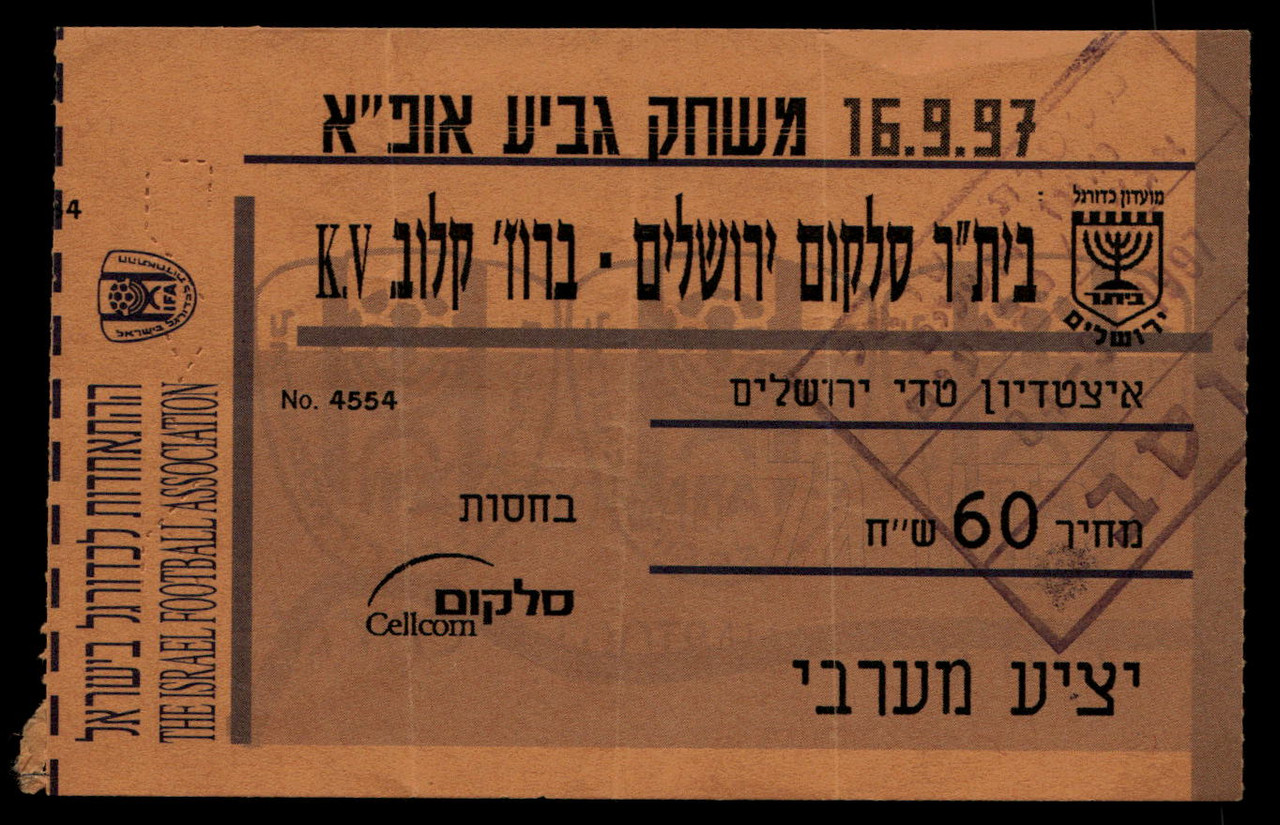 משחק גביע אופ"א 16.9.97
מועדון כדורגל
בית"ר סלקום ירושלים - ברוז' קלוב K.V
ביתר
ירושלים
איצטדיון טדי ירושלים
No. 4554
מחיר 60 ש"ח
בחסות
סלקום
Cellcom
יציע מערבי
ההתאחדות לכדורגל בישראל
THE ISRAEL FOOTBALL ASSOCIATION
IFA
4